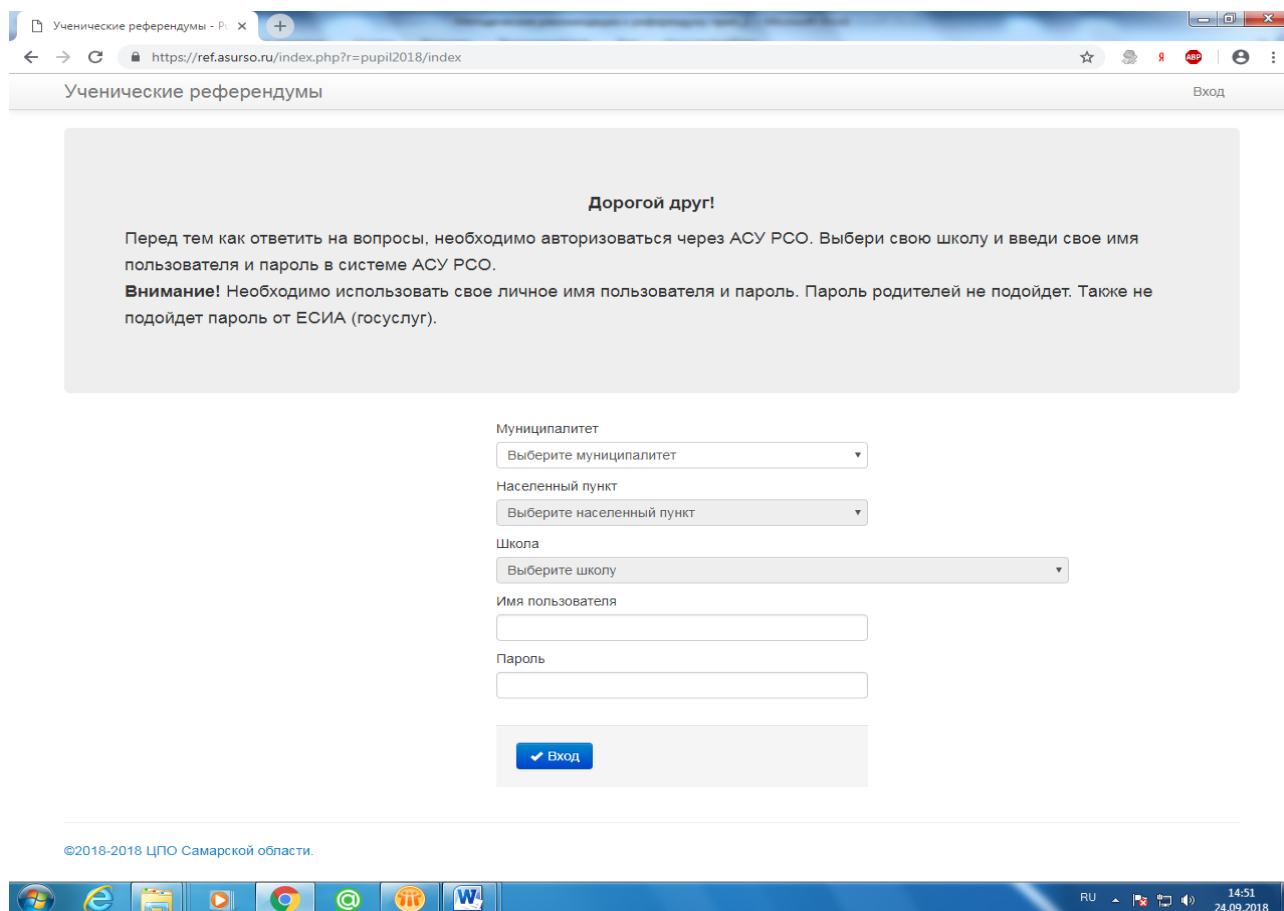 Ученические референдумы - Pu
https://ref.asurso.ru/index.php?r=pupil2018/index
Я
ABP
Ученические референдумы
Вход
Дорогой друг!
Перед тем как ответить на вопросы, необходимо авторизоваться через АСУ РСО. Выбери свою школу и введи свое имя
пользователя и пароль в системе АСУ РСО.
Внимание! Необходимо использовать свое личное имя пользователя и пароль. Пароль родителей не подойдет. Также не
подойдет пароль от ЕСИА (госуслуг).
Муниципалитет
Выберите муниципалитет
Населенный пункт
Выберите населенный пункт
Школа
Выберите школу
Имя пользователя
Пароль
Вход
©2018-2018 ЦПО Самарской области.
RU
14:51
24.09.2018